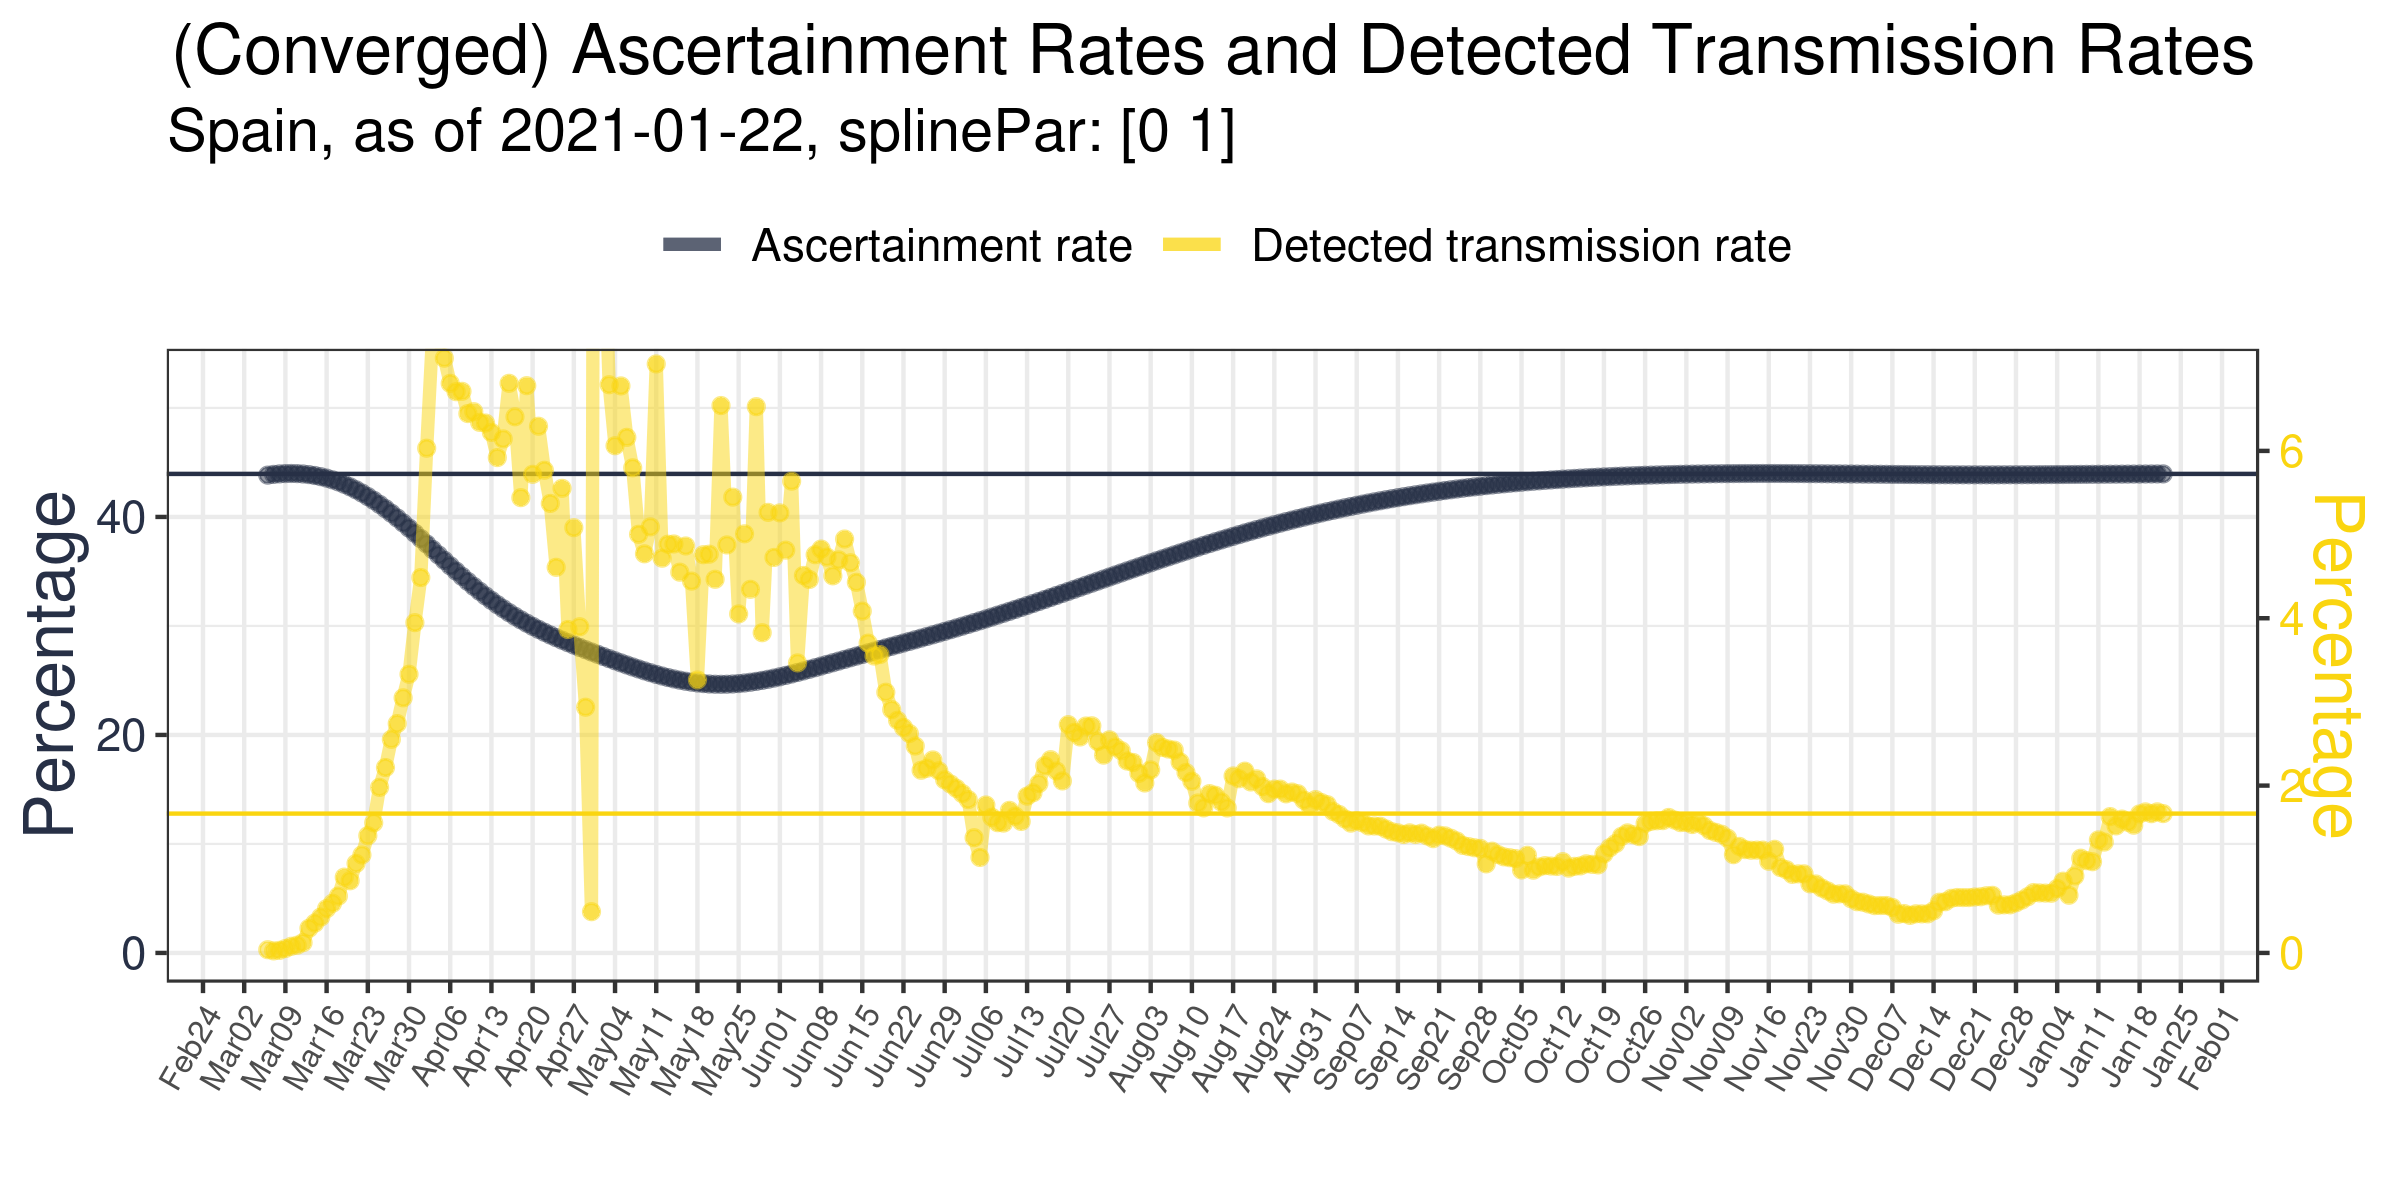 (Converged) Ascertainment Rates and Detected Transmission Rates
Spain, as of 2021-01-22, splinePar: [0 1]
Ascertainment rate
Detected transmission rate
Percentage
40
20
0
6
4
2
0
Percentage
Feb24
Mar02
Mar09
Mar16
Mar23
Mar30
Apr06
Apr13
Apr20
Apr27
May04
May11
May18
May25
Jun01
Jun08
Jun15
Jun22
Jun29
Jul06
Jul13
Jul20
Jul27
Aug03
Aug10
Aug17
Aug24
Aug31
Sep07
Sep14
Sep21
Sep28
Oct05
Oct12
Oct19
Oct26
Nov02
Nov09
Nov16
Nov23
Nov30
Dec07
Dec14
Dec21
Dec28
Jan04
Jan11
Jan18
Jan25
Feb01